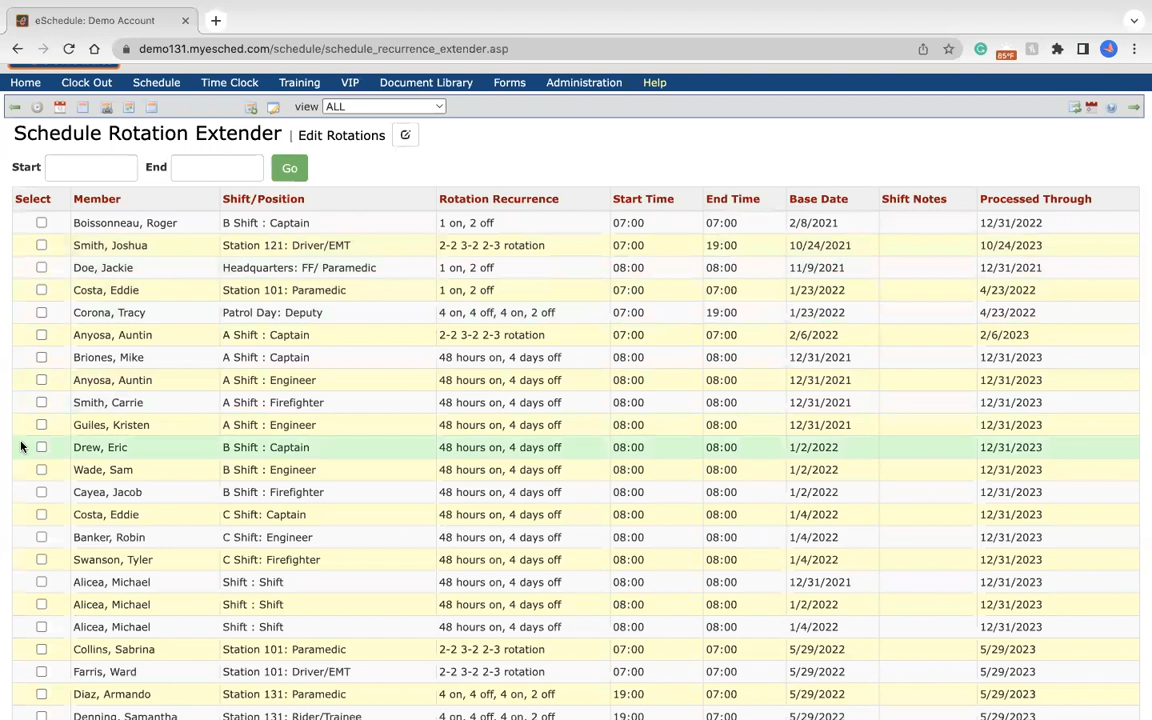 eSchedule: Demo Account
demo131.myesched.com/schedule/schedule_recurrence_extender.asp
85°F
Home Clock Out Schedule Time Clock Training VIP Document Library Forms Administration Help
view ALL
Schedule Rotation Extender | Edit Rotations
Start End Go
Select Member Shift/Position Rotation Recurrence Start Time End Time Base Date Shift Notes Processed Through
Boissonneau, Roger B Shift : Captain 1 on, 2 off 07:00 07:00 2/8/2021 12/31/2022
Smith, Joshua Station 121: Driver/EMT 2-2 3-2 2-3 rotation 07:00 19:00 10/24/2021 10/24/2023
Doe, Jackie Headquarters: FF/ Paramedic 1 on, 2 off 08:00 08:00 11/9/2021 12/31/2021
Costa, Eddie Station 101: Paramedic 1 on, 2 off 07:00 07:00 1/23/2022 4/23/2022
Corona, Tracy Patrol Day: Deputy 4 on, 4 off, 4 on, 2 off 07:00 19:00 1/23/2022 4/23/2022
Anyosa, Auntin A Shift : Captain 2-2 3-2 2-3 rotation 07:00 07:00 2/6/2022 2/6/2023
Briones, Mike A Shift : Captain 48 hours on, 4 days off 08:00 08:00 12/31/2021 12/31/2023
Anyosa, Auntin A Shift : Engineer 48 hours on, 4 days off 08:00 08:00 12/31/2021 12/31/2023
Smith, Carrie A Shift : Firefighter 48 hours on, 4 days off 08:00 08:00 12/31/2021 12/31/2023
Guiles, Kristen A Shift : Engineer 48 hours on, 4 days off 08:00 08:00 12/31/2021 12/31/2023
Drew, Eric B Shift : Captain 48 hours on, 4 days off 08:00 08:00 1/2/2022 12/31/2023
Wade, Sam B Shift : Engineer 48 hours on, 4 days off 08:00 08:00 1/2/2022 12/31/2023
Cayea, Jacob B Shift : Firefighter 48 hours on, 4 days off 08:00 08:00 1/2/2022 12/31/2023
Costa, Eddie C Shift: Captain 48 hours on, 4 days off 08:00 08:00 1/4/2022 12/31/2023
Banker, Robin C Shift: Engineer 48 hours on, 4 days off 08:00 08:00 1/4/2022 12/31/2023
Swanson, Tyler C Shift: Firefighter 48 hours on, 4 days off 08:00 08:00 1/4/2022 12/31/2023
Alicea, Michael Shift : Shift 48 hours on, 4 days off 08:00 08:00 12/31/2021 12/31/2023
Alicea, Michael Shift : Shift 48 hours on, 4 days off 08:00 08:00 1/2/2022 12/31/2023
Alicea, Michael Shift : Shift 48 hours on, 4 days off 08:00 08:00 1/4/2022 12/31/2023
Collins, Sabrina Station 101: Paramedic 2-2 3-2 2-3 rotation 07:00 07:00 5/29/2022 5/29/2023
Farris, Ward Station 101: Driver/EMT 2-2 3-2 2-3 rotation 07:00 07:00 5/29/2022 5/29/2023
Diaz, Armando Station 131: Paramedic 4 on, 4 off, 4 on, 2 off 19:00 07:00 5/29/2022 5/29/2023
Denning, Samantha Station 131: Rider/Trainee 4 on, 4 off, 4 on, 2 off 19:00 07:00 5/29/2022 5/29/2023